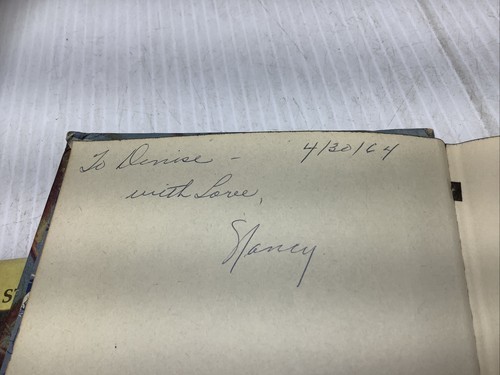 To Denise - 4/30/64
with Love,
Nancy
S